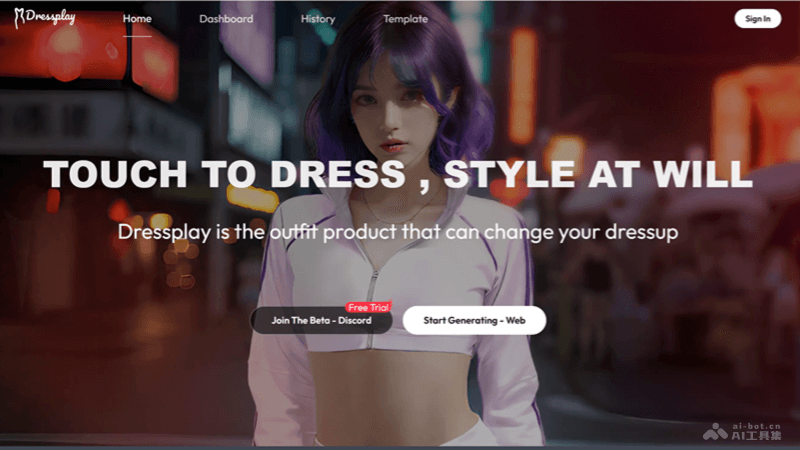 Dressplay
Home
Dashboard
History
Template
Sign In
TOUCH TO DRESS , STYLE AT WILL
Dressplay is the outfit product that can change your dressup
Free Trial
Join The Beta - Discord
Start Generating - Web
ai-bot.cn
AI工具集